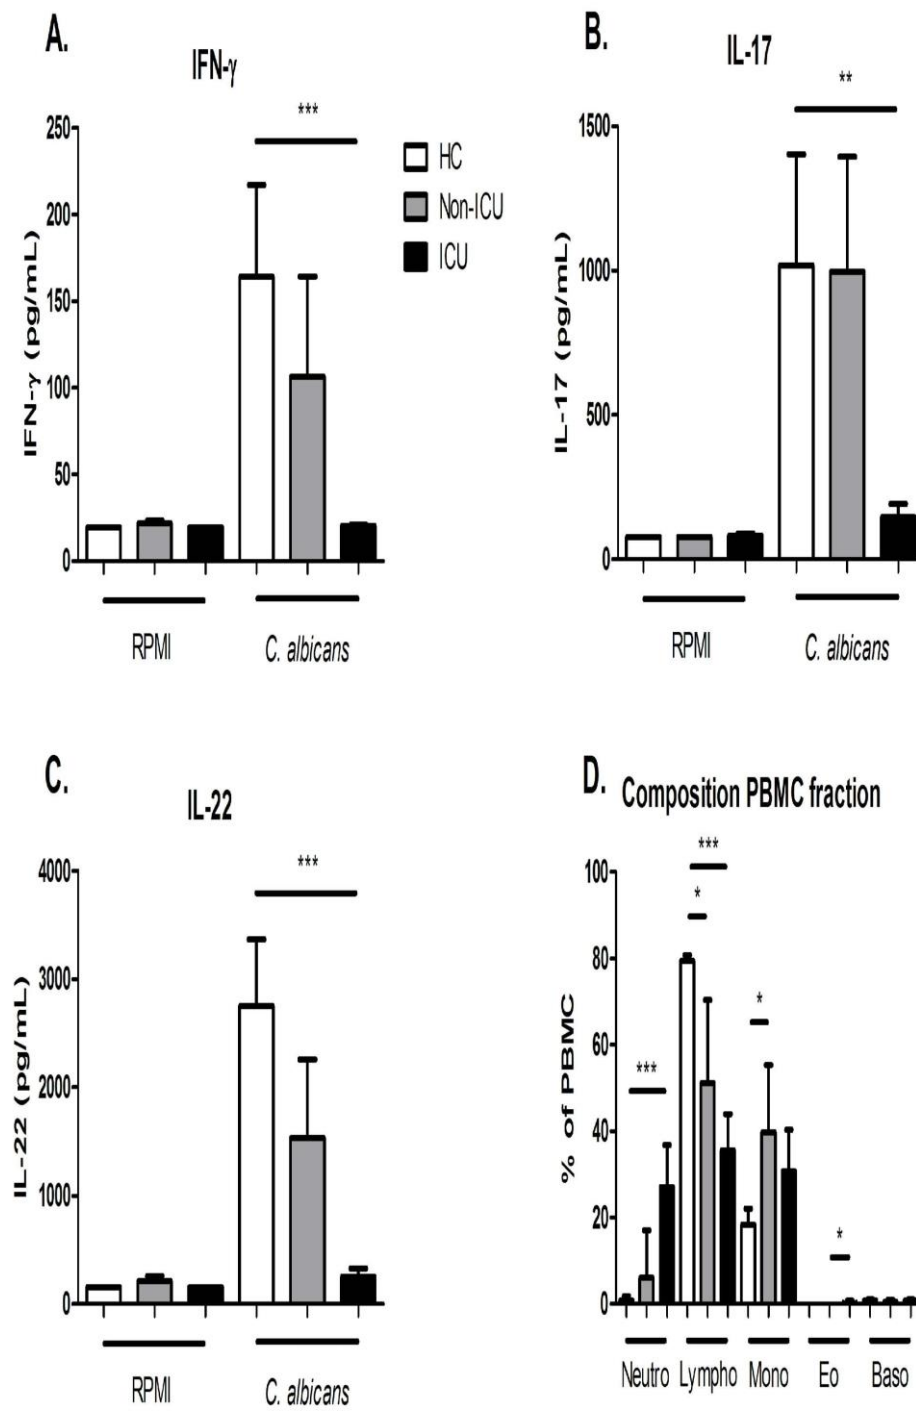 A.
IFN-γ
***
250
200
150
100
50
0
IFN-γ (pg/mL)
HC
Non-ICU
ICU
RPMI
C. albicans
B.
IL-17
**
1500
1000
500
0
IL-17 (pg/mL)
RPMI
C. albicans
C.
IL-22
***
4000
3000
2000
1000
0
IL-22 (pg/mL)
RPMI
C. albicans
D.
Composition PBMC fraction
***
*
*
***
*
100
80
60
40
20
0
% of PBMC
Neutro Lympho Mono Eo Baso